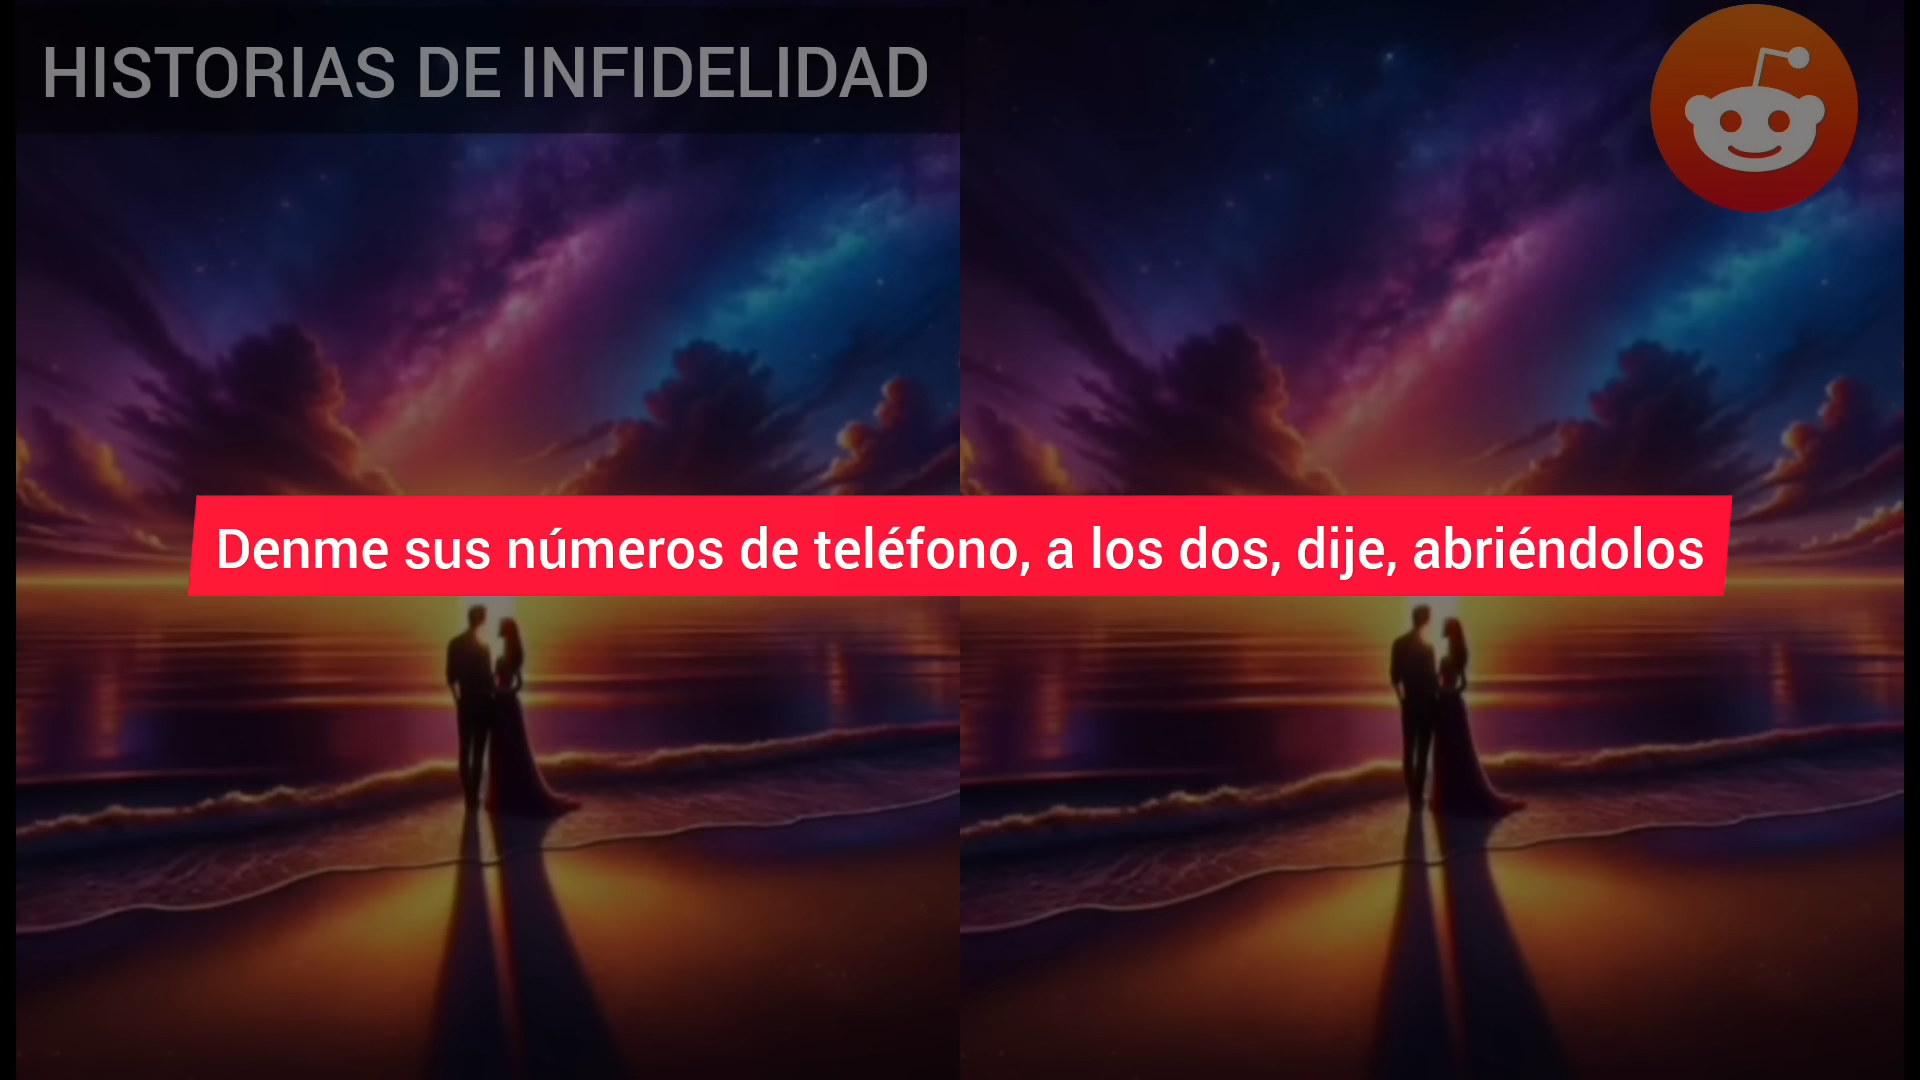 HISTORIAS DE INFIDELIDAD
Denme sus números de teléfono, a los dos, dije, abriéndolos